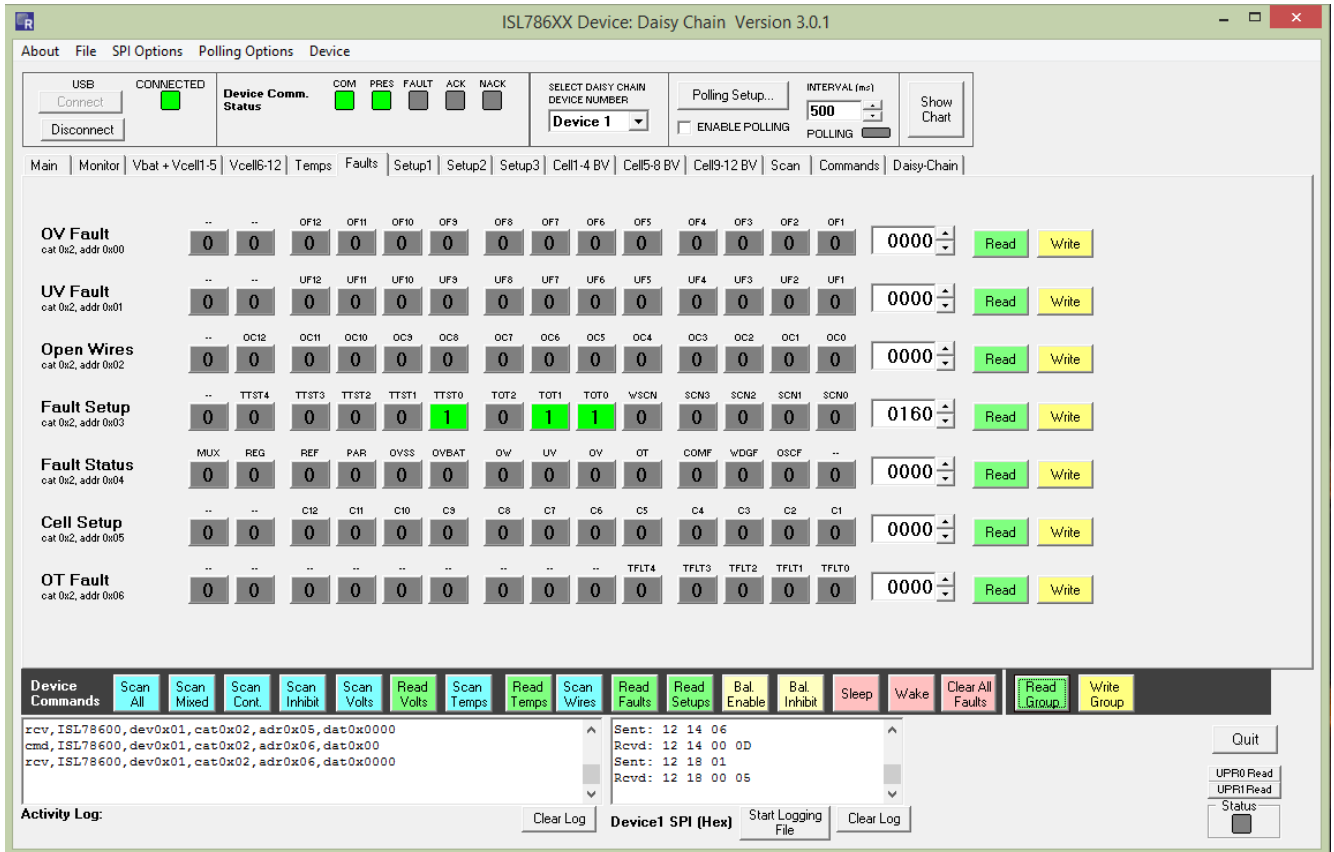 R ISL786XX Device: Daisy Chain Version 3.0.1
About File SPI Options Polling Options Device
USB CONNECTED Device Comm. Status COM PRES FAULT ACK NACK
Connect
Disconnect
SELECT DAISY CHAIN DEVICE NUMBER
Device 1
Polling Setup...
ENABLE POLLING
INTERVAL (ms)
500
POLLING
Show Chart
Main Monitor Vbat + Vcell1-5 Vcell6-12 Temps Faults Setup1 Setup2 Setup3 Cell1-4 BV Cell5-8 BV Cell9-12 BV Scan Commands Daisy-Chain
-- -- OF12 OF11 OF10 OF9 OF8 OF7 OF6 OF5 OF4 OF3 OF2 OF1
OV Fault 0 0 0 0 0 0 0 0 0 0 0 0 0 0 0000 Read Write
cat 0x2, addr 0x00
-- -- UF12 UF11 UF10 UF9 UF8 UF7 UF6 UF5 UF4 UF3 UF2 UF1
UV Fault 0 0 0 0 0 0 0 0 0 0 0 0 0 0 0000 Read Write
cat 0x2, addr 0x01
-- OC12 OC11 OC10 OC9 OC8 OC7 OC6 OC5 OC4 OC3 OC2 OC1 OC0
Open Wires 0 0 0 0 0 0 0 0 0 0 0 0 0 0 0000 Read Write
cat 0x2, addr 0x02
-- TTST4 TTST3 TTST2 TTST1 TTST0 TOT2 TOT1 TOT0 WSCN SCN3 SCN2 SCN1 SCN0
Fault Setup 0 0 0 0 0 1 0 1 1 0 0 0 0 0 0160 Read Write
cat 0x2, addr 0x03
MUX REG REF PAR OVSS OVBAT OW UV OV OT COMF WDGF OSCF --
Fault Status 0 0 0 0 0 0 0 0 0 0 0 0 0 0 0000 Read Write
cat 0x2, addr 0x04
-- -- C12 C11 C10 C9 C8 C7 C6 C5 C4 C3 C2 C1
Cell Setup 0 0 0 0 0 0 0 0 0 0 0 0 0 0 0000 Read Write
cat 0x2, addr 0x05
-- -- -- -- -- -- -- -- -- TFLT4 TFLT3 TFLT2 TFLT1 TFLT0
OT Fault 0 0 0 0 0 0 0 0 0 0 0 0 0 0 0000 Read Write
cat 0x2, addr 0x06
Device Commands Scan All Scan Mixed Scan Cont. Scan Inhibit Scan Volts Read Volts Scan Temps Read Temps Scan Wires Read Faults Read Setups Bal. Enable Bal. Inhibit Sleep Wake Clear All Faults Read Group Write Group
rcv,ISL78600,dev0x01,cat0x02,adr0x05,dat0x0000
cmd,ISL78600,dev0x01,cat0x02,adr0x06,dat0x00
rcv,ISL78600,dev0x01,cat0x02,adr0x06,dat0x0000
Activity Log:
Clear Log
Sent: 12 14 06
Rcvd: 12 14 00 0D
Sent: 12 18 01
Rcvd: 12 18 00 05
Device1 SPI (Hex) Start Logging File Clear Log
Quit
UPR0 Read
UPR1 Read
Status